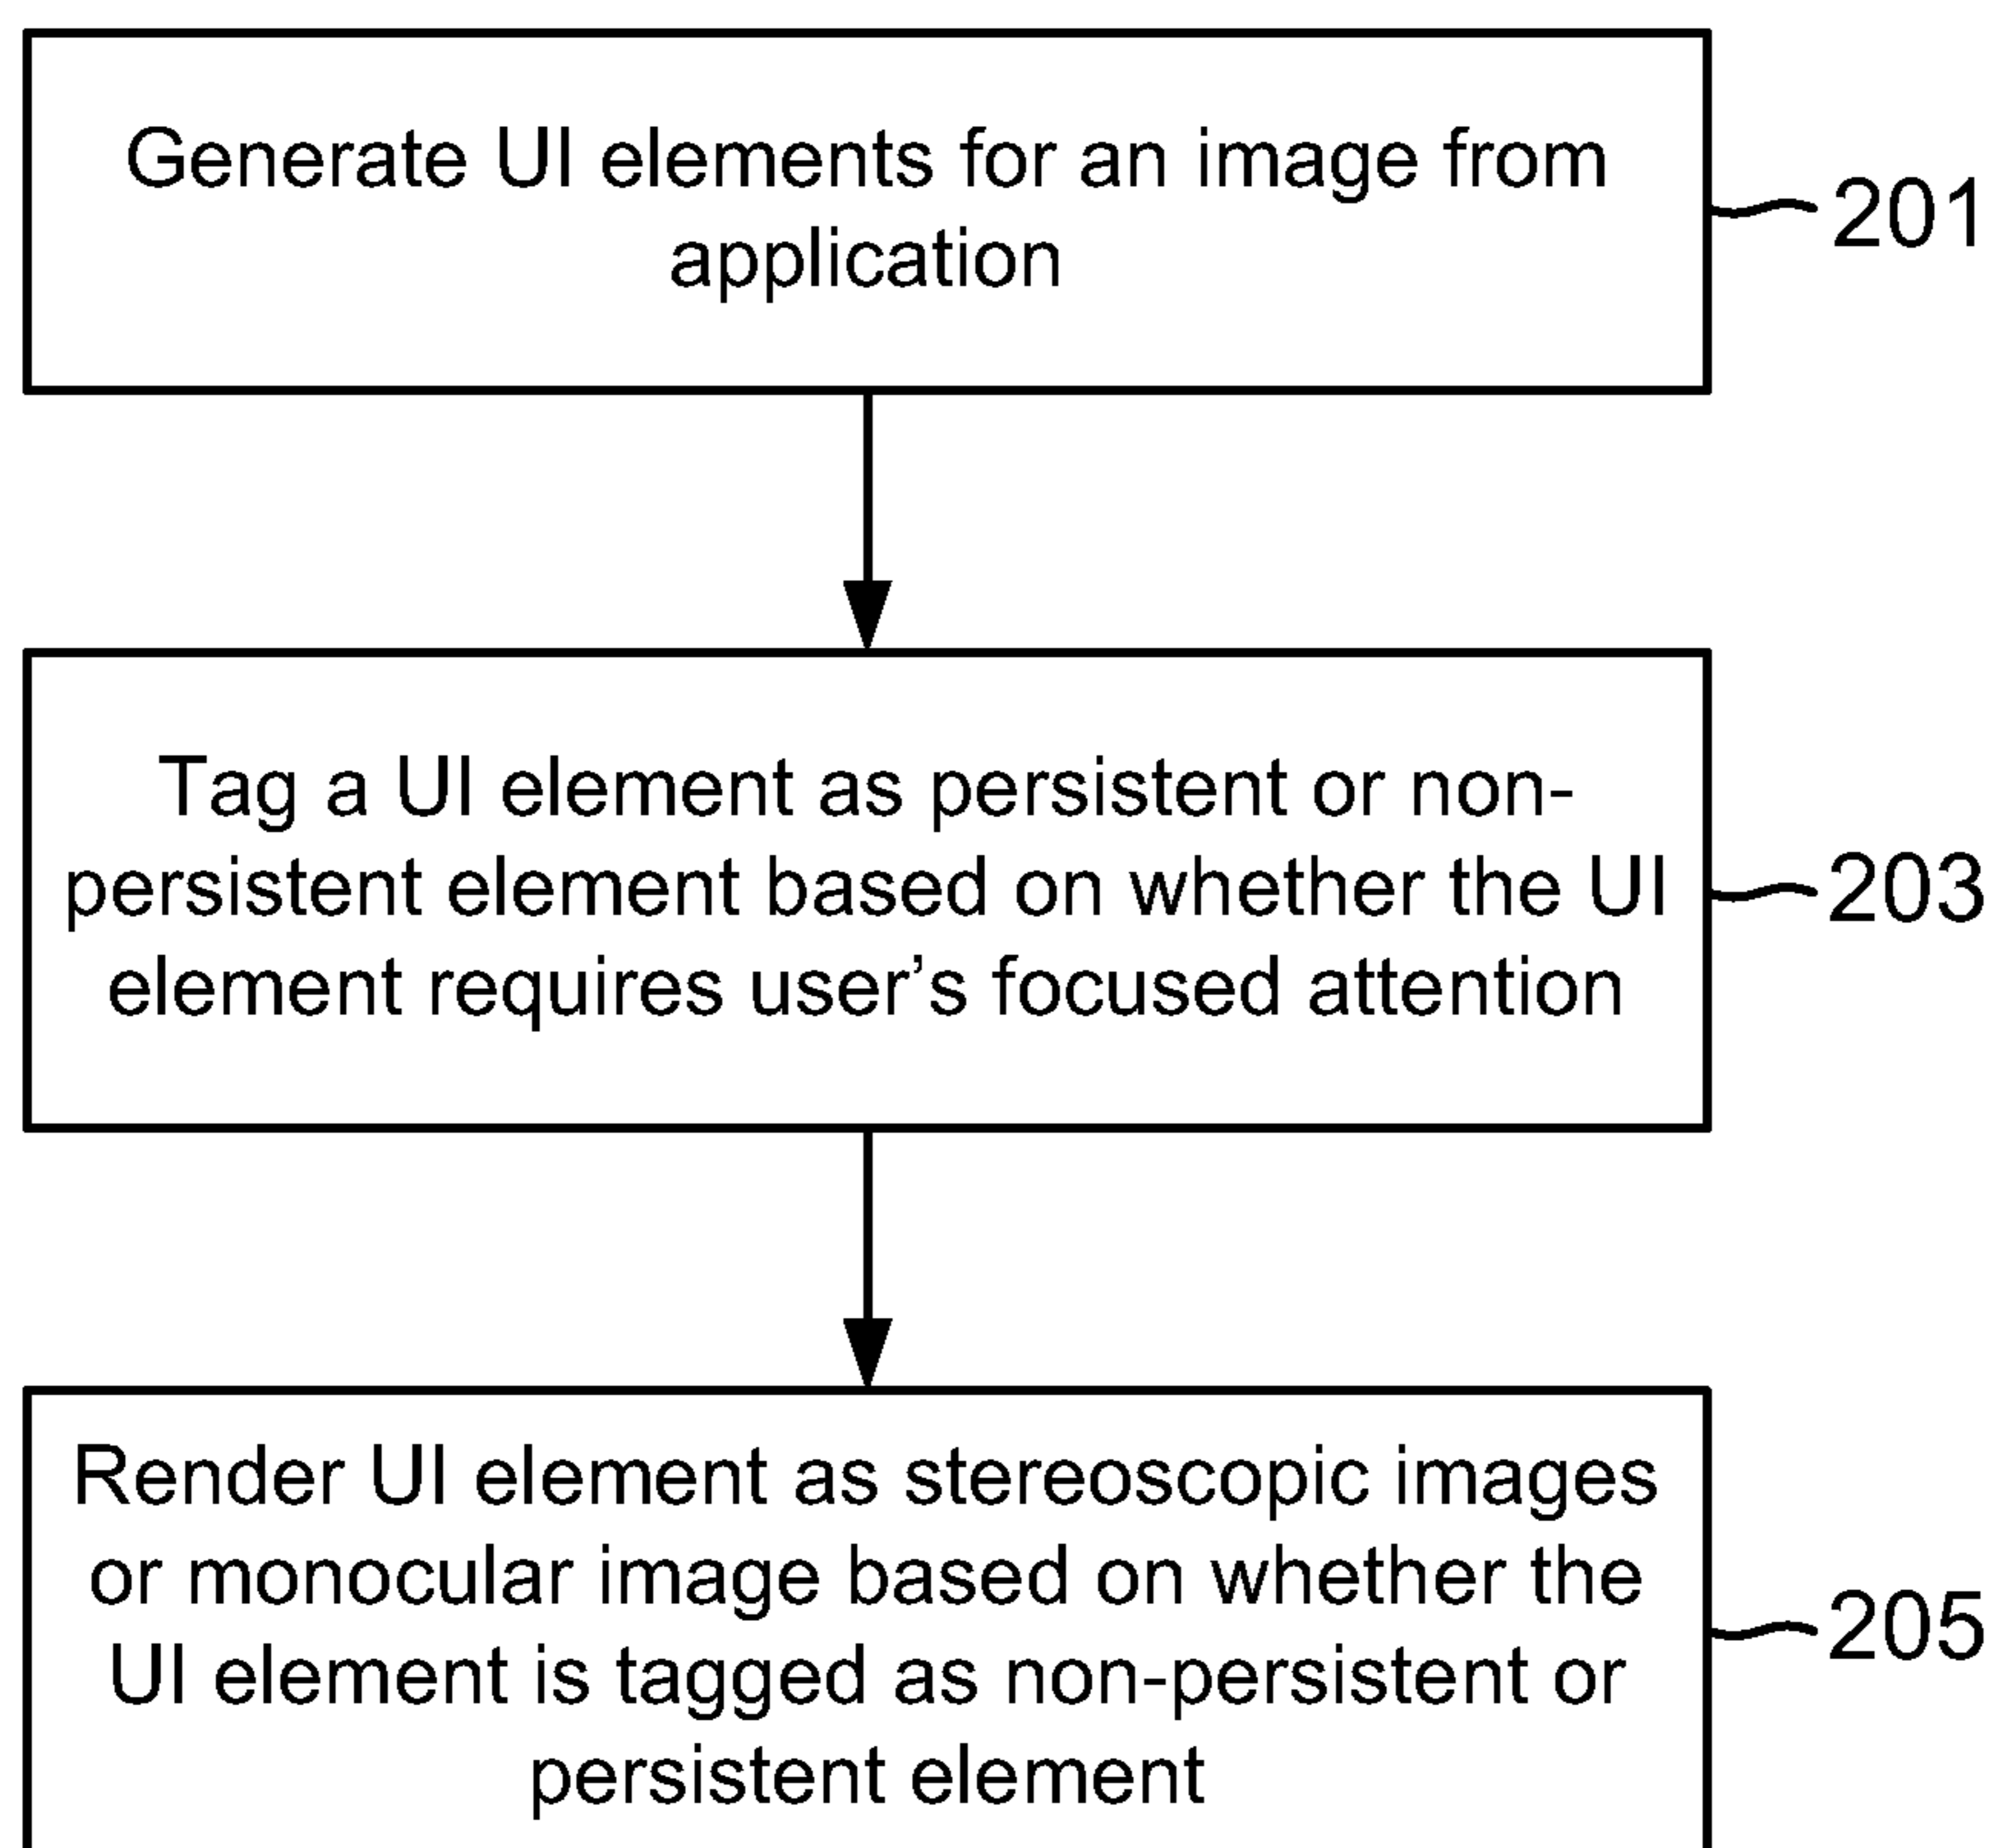 Generate UI elements for an image from
application
201
Tag a UI element as persistent or non-
persistent element based on whether the UI
element requires user’s focused attention
203
Render UI element as stereoscopic images
or monocular image based on whether the
UI element is tagged as non-persistent or
persistent element
205